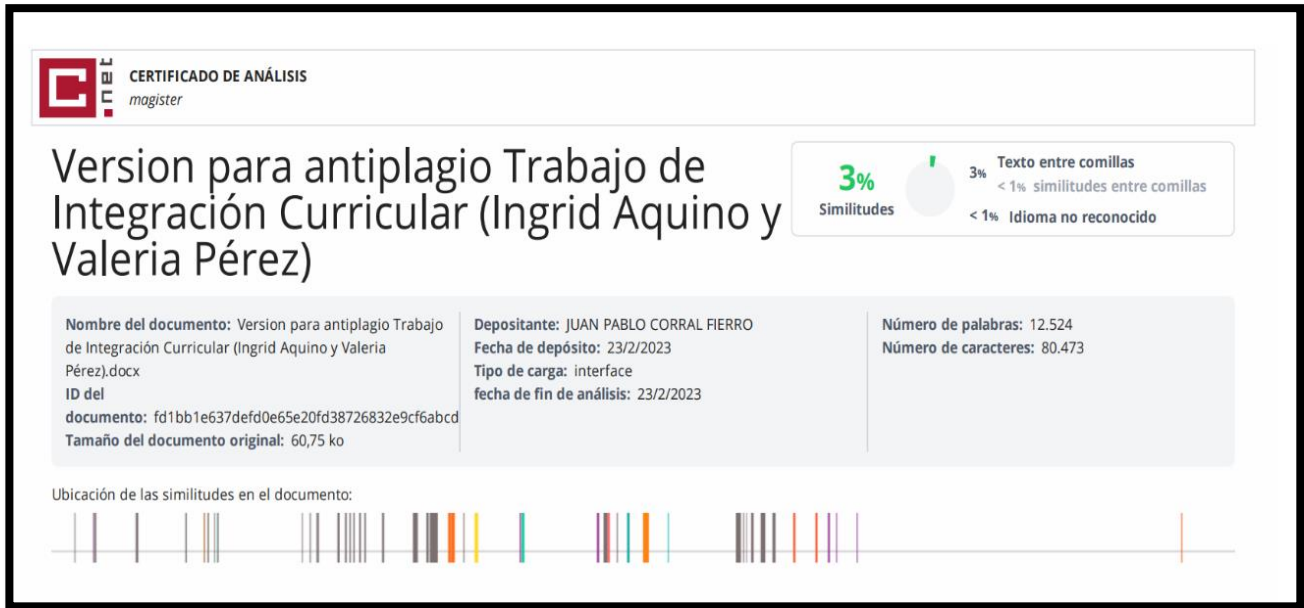 C
.net
CERTIFICADO DE ANÁLISIS
magister
Version para antiplagio Trabajo de
Integración Curricular (Ingrid Aquino y
Valeria Pérez)
3%
Similitudes
3% Texto entre comillas
< 1% similitudes entre comillas
< 1% Idioma no reconocido
Nombre del documento: Version para antiplagio Trabajo
de Integración Curricular (Ingrid Aquino y Valeria
Pérez).docx
ID del
documento: fd1bb1e637defd0e65e20fd38726832e9cf6abcd
Tamaño del documento original: 60,75 ko
Depositante: JUAN PABLO CORRAL FIERRO
Fecha de depósito: 23/2/2023
Tipo de carga: interface
fecha de fin de análisis: 23/2/2023
Número de palabras: 12.524
Número de caracteres: 80.473
Ubicación de las similitudes en el documento: